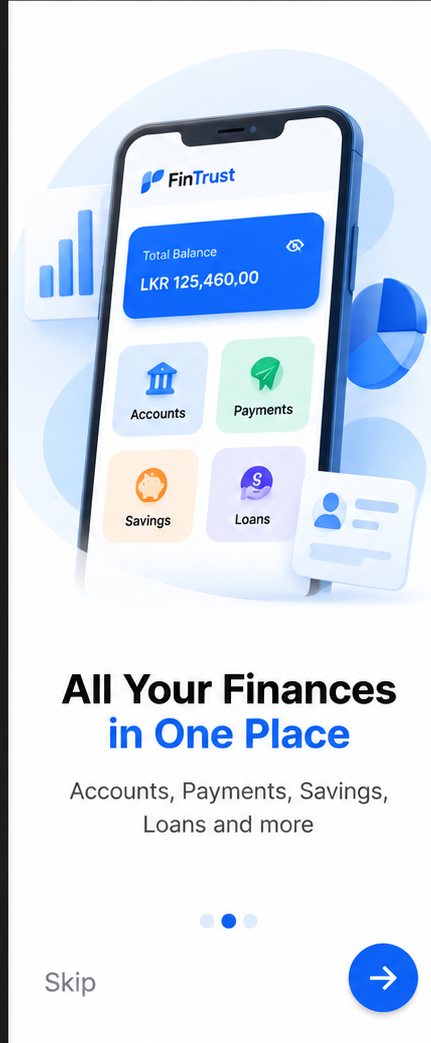 FinTrust
Total Balance
LKR 125,460.00
Accounts
Payments
Savings
Loans
All Your Finances
in One Place
Accounts, Payments, Savings,
Loans and more
Skip